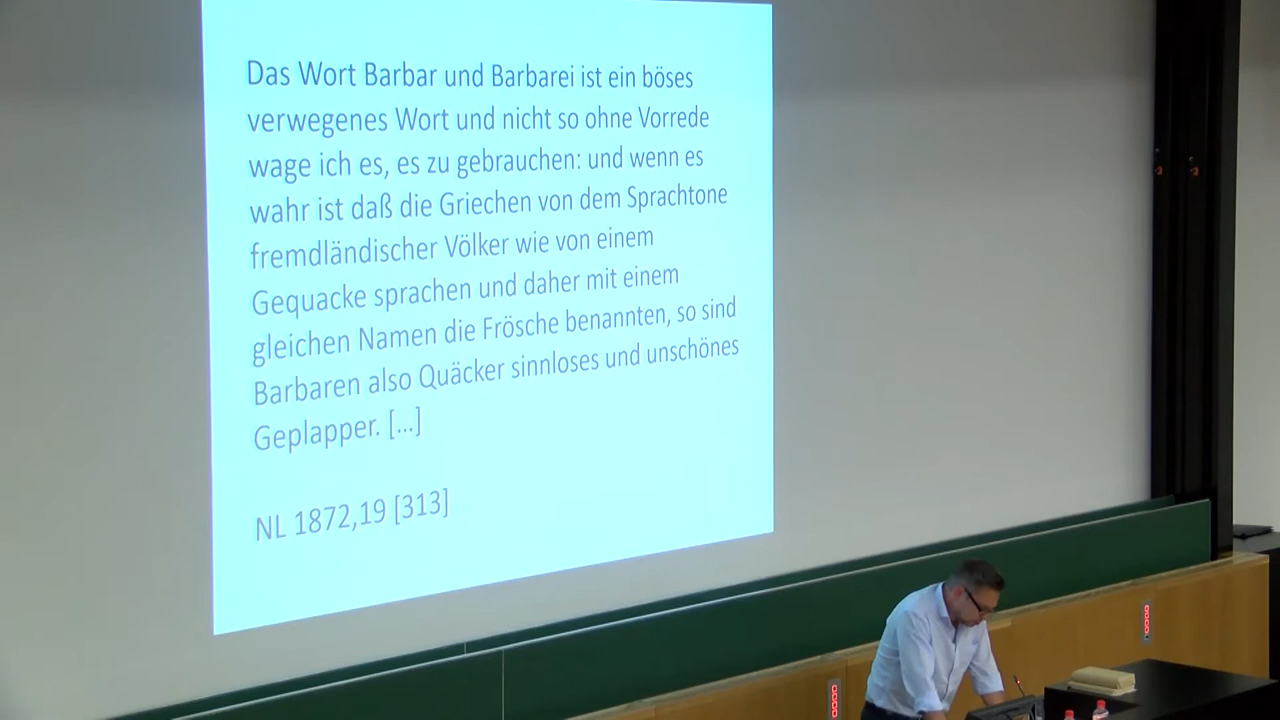 Das Wort Barbar und Barbarei ist ein böses
verwegenes Wort und nicht so ohne Vorrede
wage ich es, es zu gebrauchen: und wenn es
wahr ist daß die Griechen von dem Sprachtone
fremdländischer Völker wie von einem
Gequacke sprachen und daher mit einem
gleichen Namen die Frösche benannten, so sind
Barbaren also Quäcker sinnloses und unschönes
Geplapper. [...]
NL 1872,19 [313]